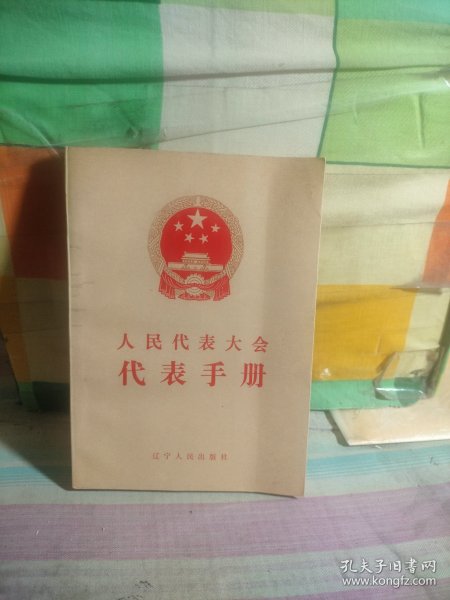 人民代表大会
代表手册
辽宁人民出版社
孔夫子旧书网
www.kongfz.com